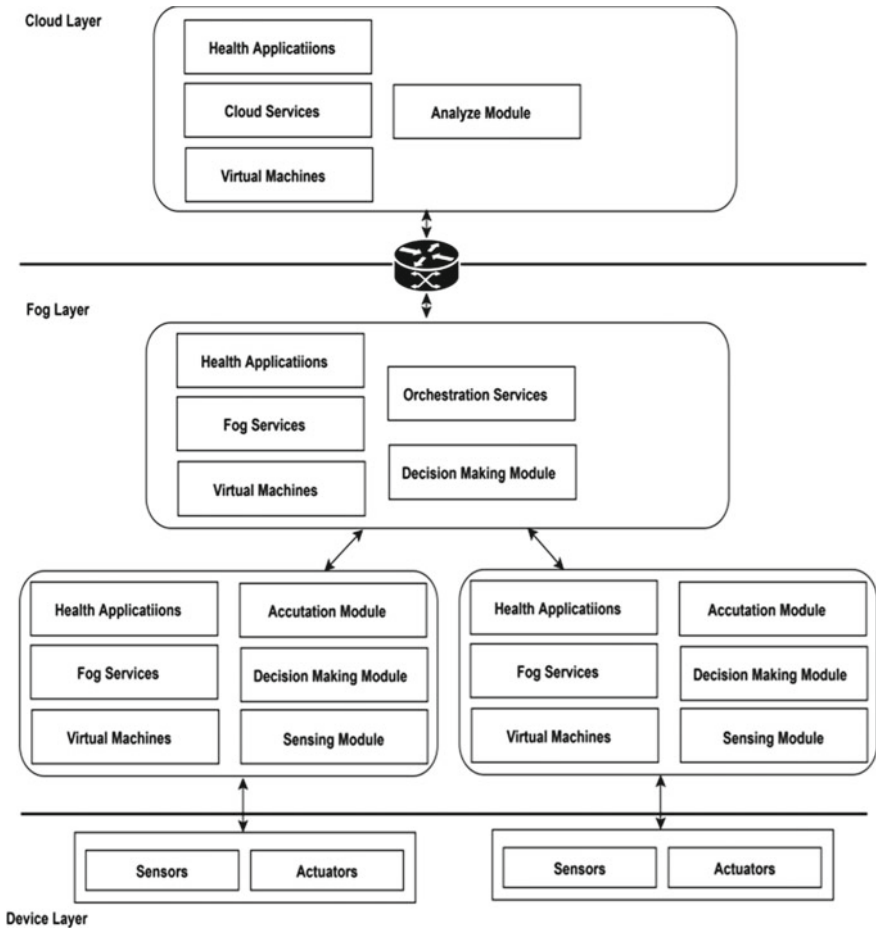 Cloud Layer
Health Applicatiions
Cloud Services
Analyze Module
Virtual Machines
Fog Layer
Health Applicatiions
Orchestration Services
Fog Services
Decision Making Module
Virtual Machines
Health Applicatiions
Accutation Module
Fog Services
Decision Making Module
Virtual Machines
Sensing Module
Health Applicatiions
Accutation Module
Fog Services
Decision Making Module
Virtual Machines
Sensing Module
Sensors
Actuators
Sensors
Actuators
Device Layer